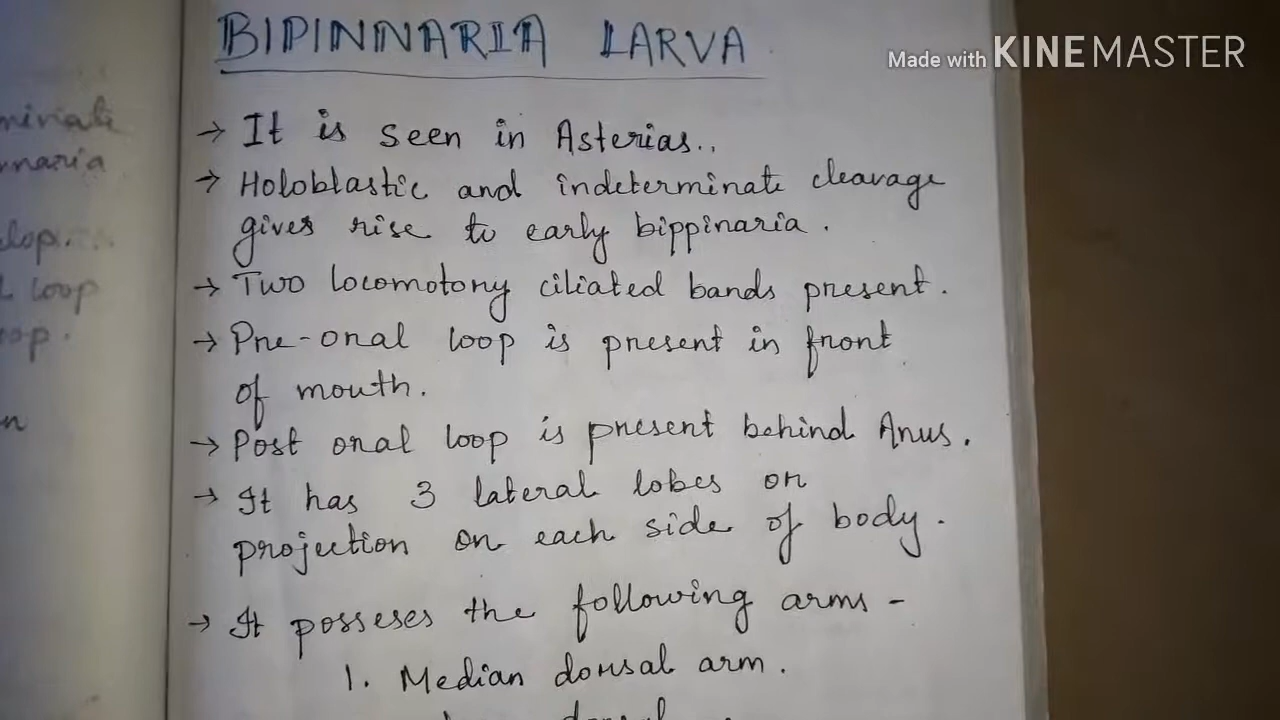 BIPINNARIA LARVA
Made with KINEMASTER
→ It is seen in Asterias..
→ Holoblastic and indeterminate cleavage
gives rise to early bippinaria.
→ Two locomotory ciliated bands present.
→ Pre-oral loop is present in front
of mouth.
→ Post oral loop is present behind Anus.
→ It has 3 lateral lobes or
projection on each side of body.
→ It posseses the following arms -
1. Median dorsal arm.
dorsal
loop